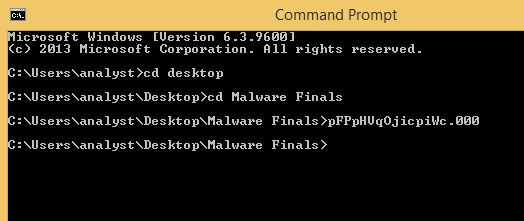 Command Prompt
Microsoft Windows [Version 6.3.9600]
(c) 2013 Microsoft Corporation. All rights reserved.
C:\Users\analyst>cd desktop
C:\Users\analyst\Desktop>cd Malware Finals
C:\Users\analyst\Desktop\Malware Finals>pFPpHVqOjicpiWc.000
C:\Users\analyst\Desktop\Malware Finals>